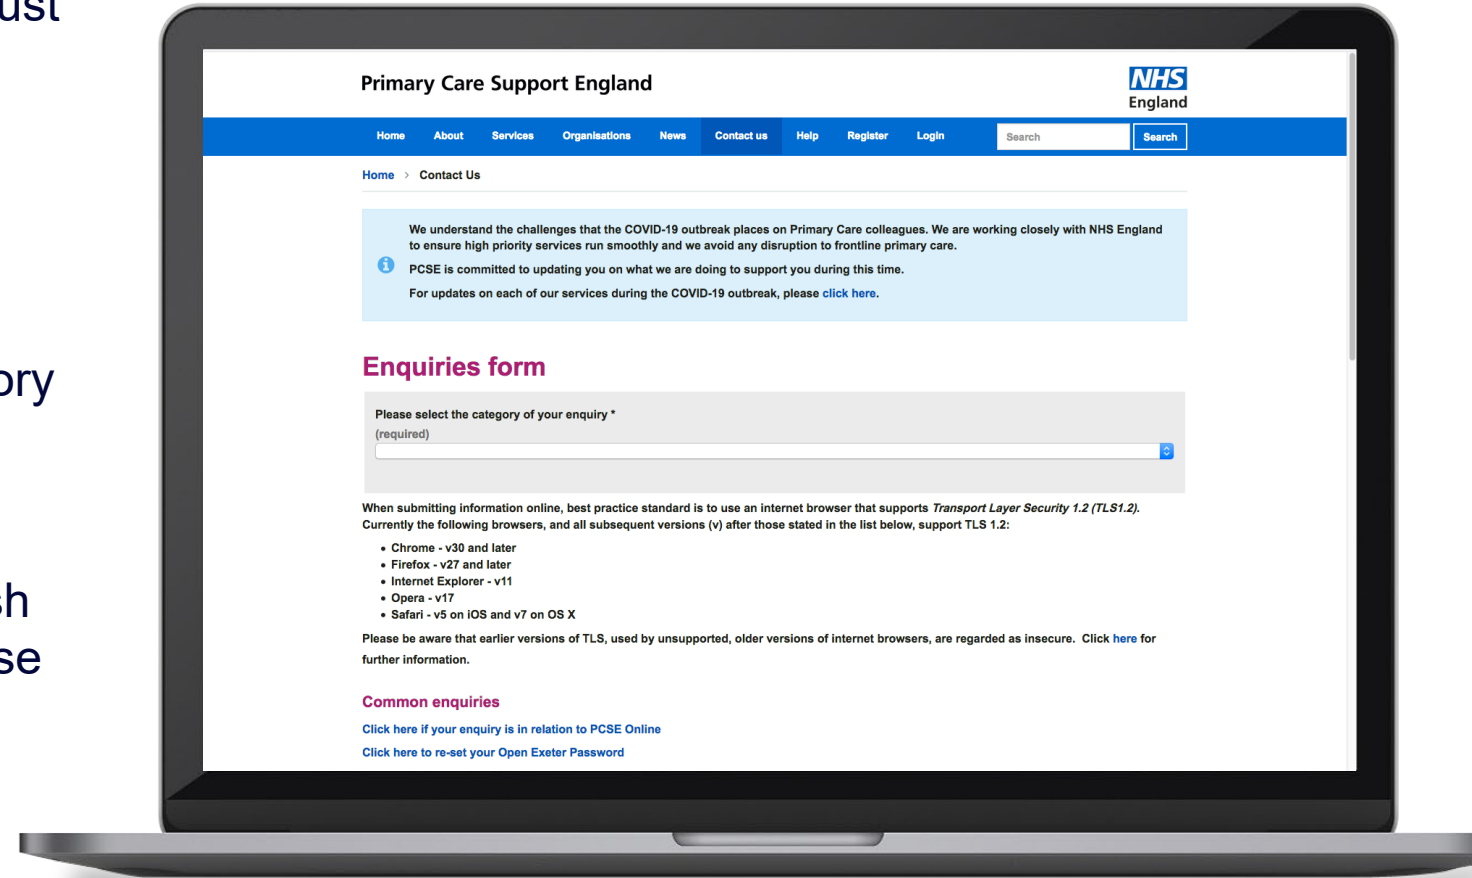 ust
ory
sh
se
Primary Care Support England
NHS
England
Home About Services Organisations News Contact us Help Register Login Search Search
Home > Contact Us
We understand the challenges that the COVID-19 outbreak places on Primary Care colleagues. We are working closely with NHS England
to ensure high priority services run smoothly and we avoid any disruption to frontline primary care.
PCSE is committed to updating you on what we are doing to support you during this time.
For updates on each of our services during the COVID-19 outbreak, please click here.
Enquiries form
Please select the category of your enquiry *
(required)
When submitting information online, best practice standard is to use an internet browser that supports Transport Layer Security 1.2 (TLS1.2).
Currently the following browsers, and all subsequent versions (v) after those stated in the list below, support TLS 1.2:
• Chrome - v30 and later
• Firefox - v27 and later
• Internet Explorer - v11
• Opera - v17
• Safari - v5 on iOS and v7 on OS X
Please be aware that earlier versions of TLS, used by unsupported, older versions of internet browsers, are regarded as insecure. Click here for
further information.
Common enquiries
Click here if your enquiry is in relation to PCSE Online
Click here to re-set your Open Exeter Password